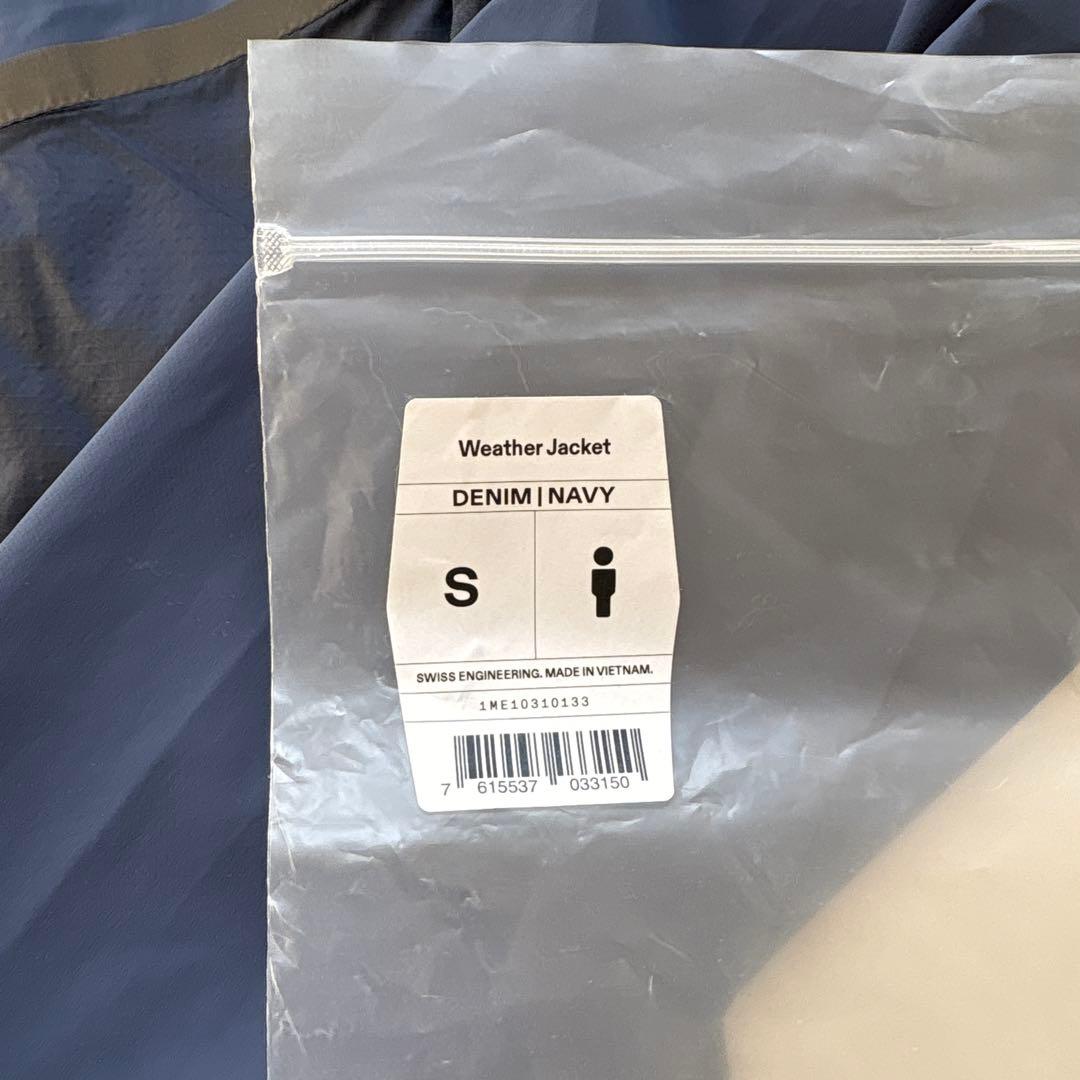 Weather Jacket
DENIM | NAVY
S
SWISS ENGINEERING. MADE IN VIETNAM.
1ME10310133
7 615537 033150